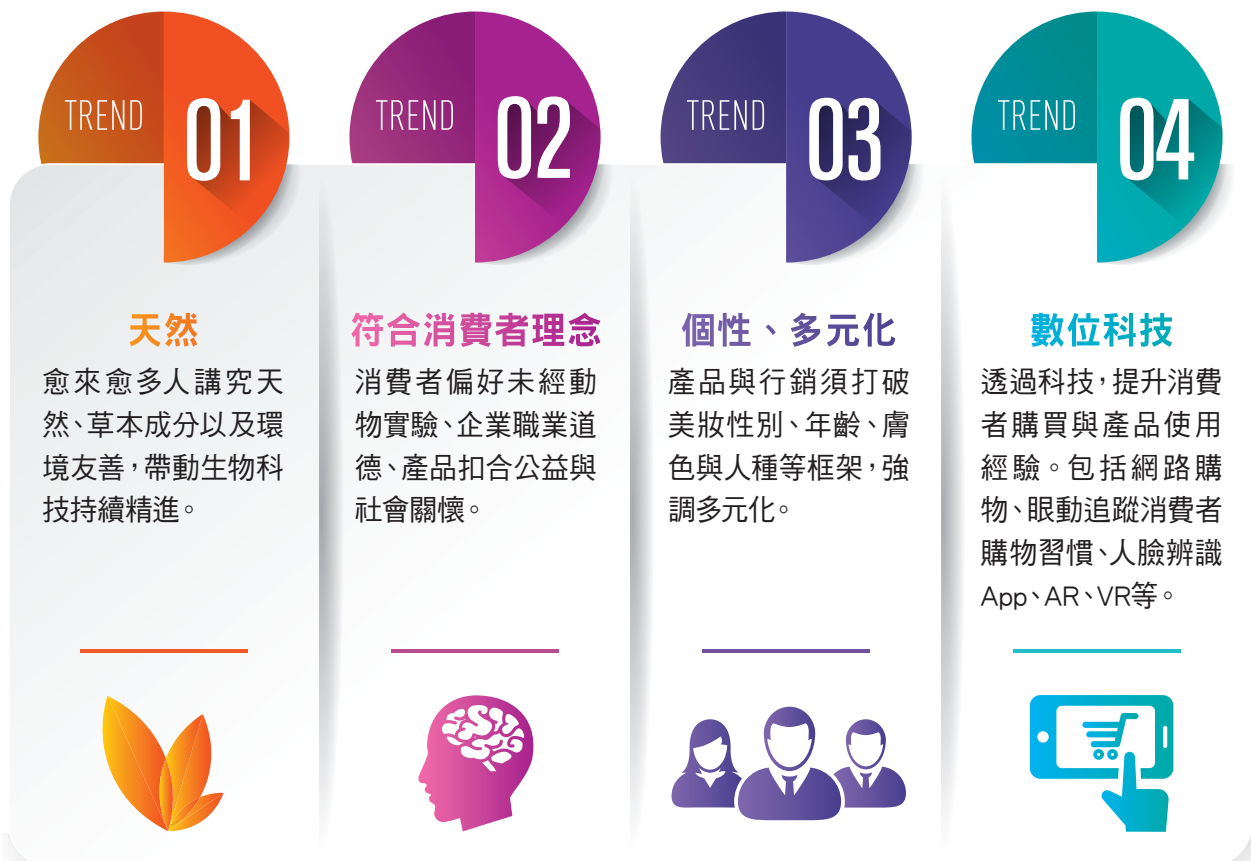 TREND 01
天然
愈來愈多人講究天
然、草本成分以及環
境友善,帶動生物科
技持續精進。
TREND 02
符合消費者理念
消費者偏好未經動
物實驗、企業職業道
德、產品扣合公益與
社會關懷。
TREND 03
個性、多元化
產品與行銷須打破
美妝性別、年齡、膚
色與人種等框架,強
調多元化。
TREND 04
數位科技
透過科技,提升消費
者購買與產品使用
經驗。包括網路購
物、眼動追蹤消費者
購物習慣、人臉辨識
App、AR、VR等。